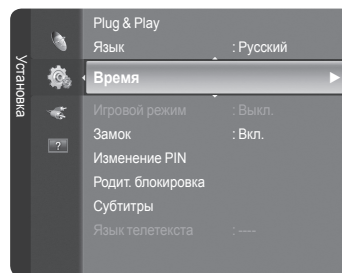 Установка
Plug & Play
Язык : Русский
Время
Игровой режим : Выкл.
Замок : Вкл.
Изменение PIN
Родит. блокировка
Субтитры
Язык телетекста : ----
?